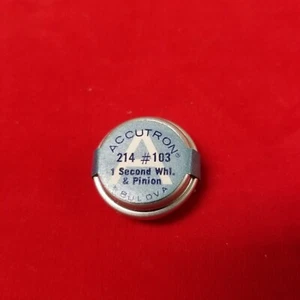 ACCUTRON®
214 #103
1 Second Whl.
& Pinion
BULOVA